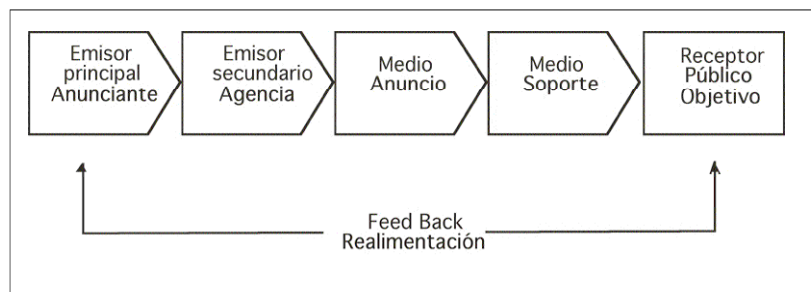 Emisor
principal
Anunciante
Emisor
secundario
Agencia
Medio
Anuncio
Medio
Soporte
Receptor
Público
Objetivo
Feed Back
Realimentación